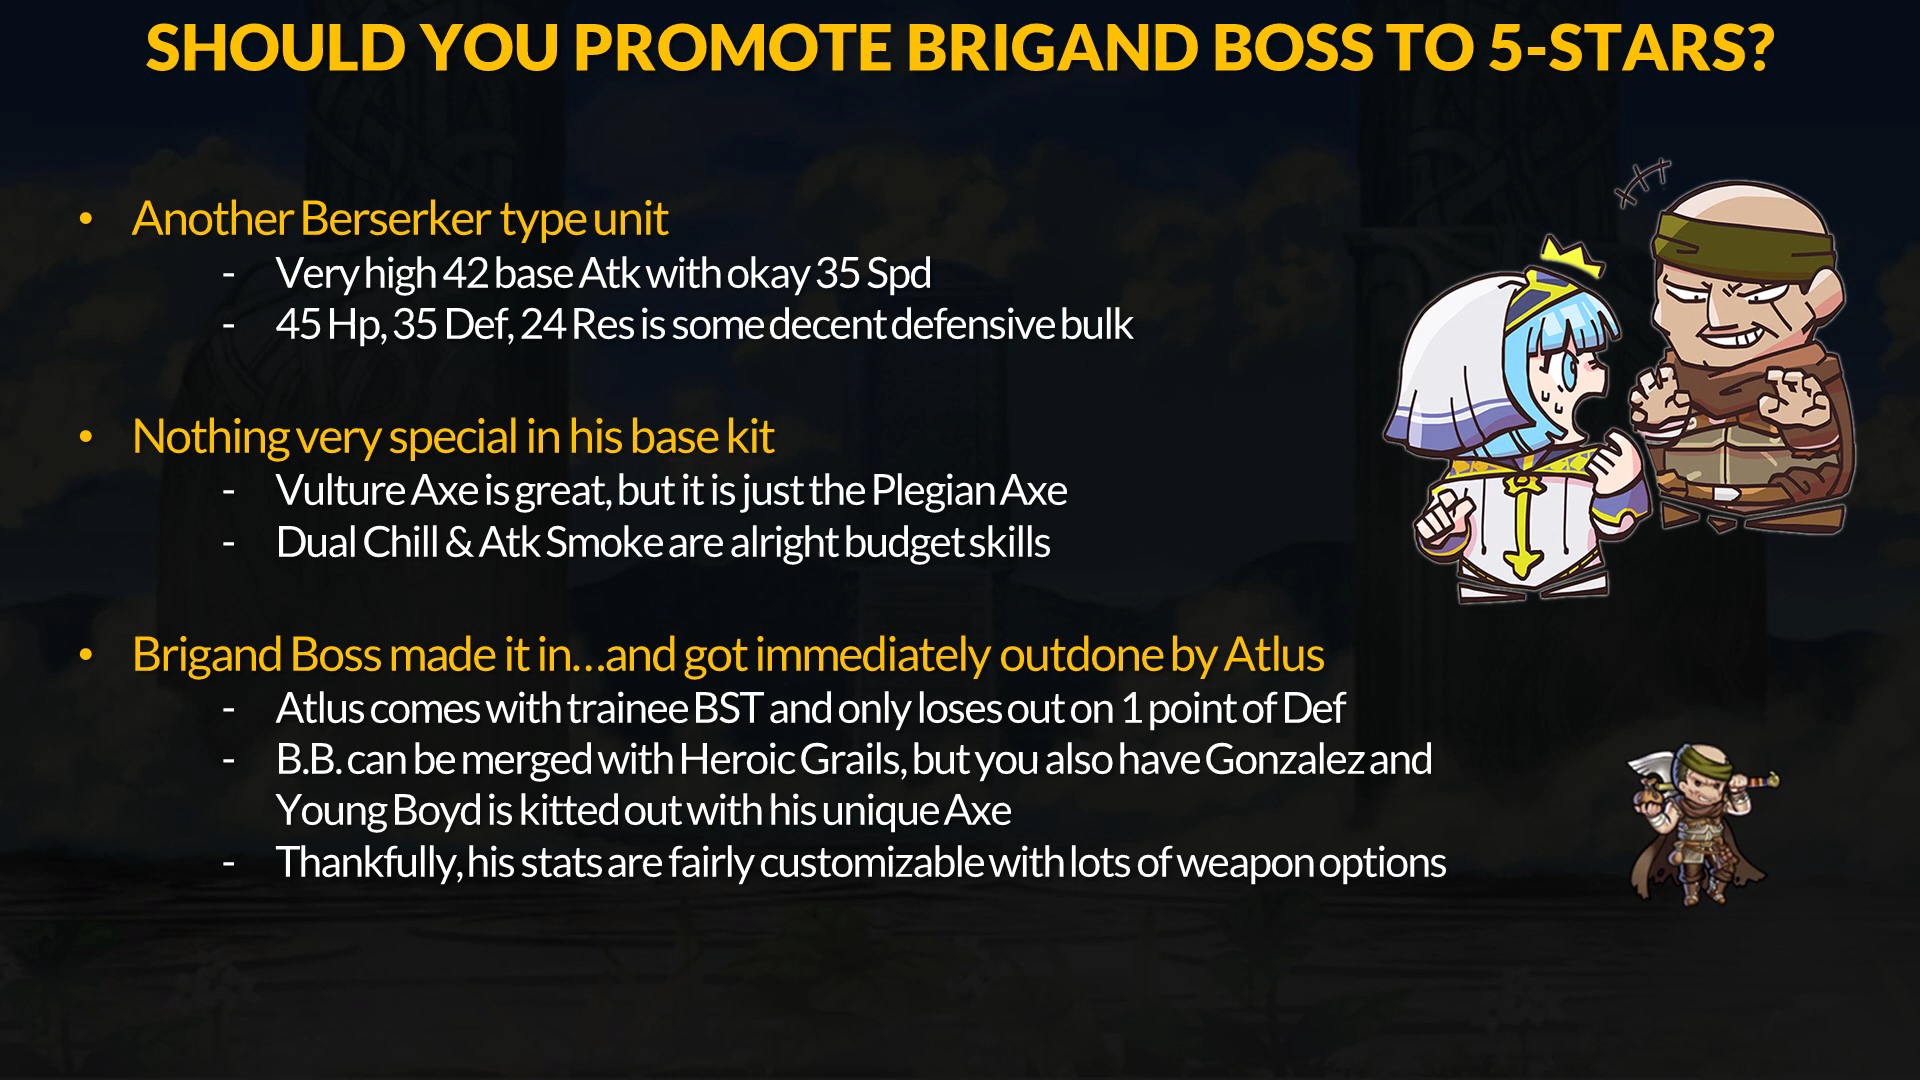 SHOULD YOU PROMOTE BRIGAND BOSS TO 5-STARS?
• Another Berserker type unit
- Very high 42 base Atk with okay 35 Spd
- 45 Hp, 35 Def, 24 Res is some decent defensive bulk
• Nothing very special in his base kit
- Vulture Axe is great, but it is just the Plegian Axe
- Dual Chill & Atk Smoke are alright budget skills
• Brigand Boss made it in…and got immediately outdone by Atlus
- Atlus comes with trainee BST and only loses out on 1 point of Def
- B.B. can be merged with Heroic Grails, but you also have Gonzalez and
Young Boyd is kitted out with his unique Axe
- Thankfully, his stats are fairly customizable with lots of weapon options